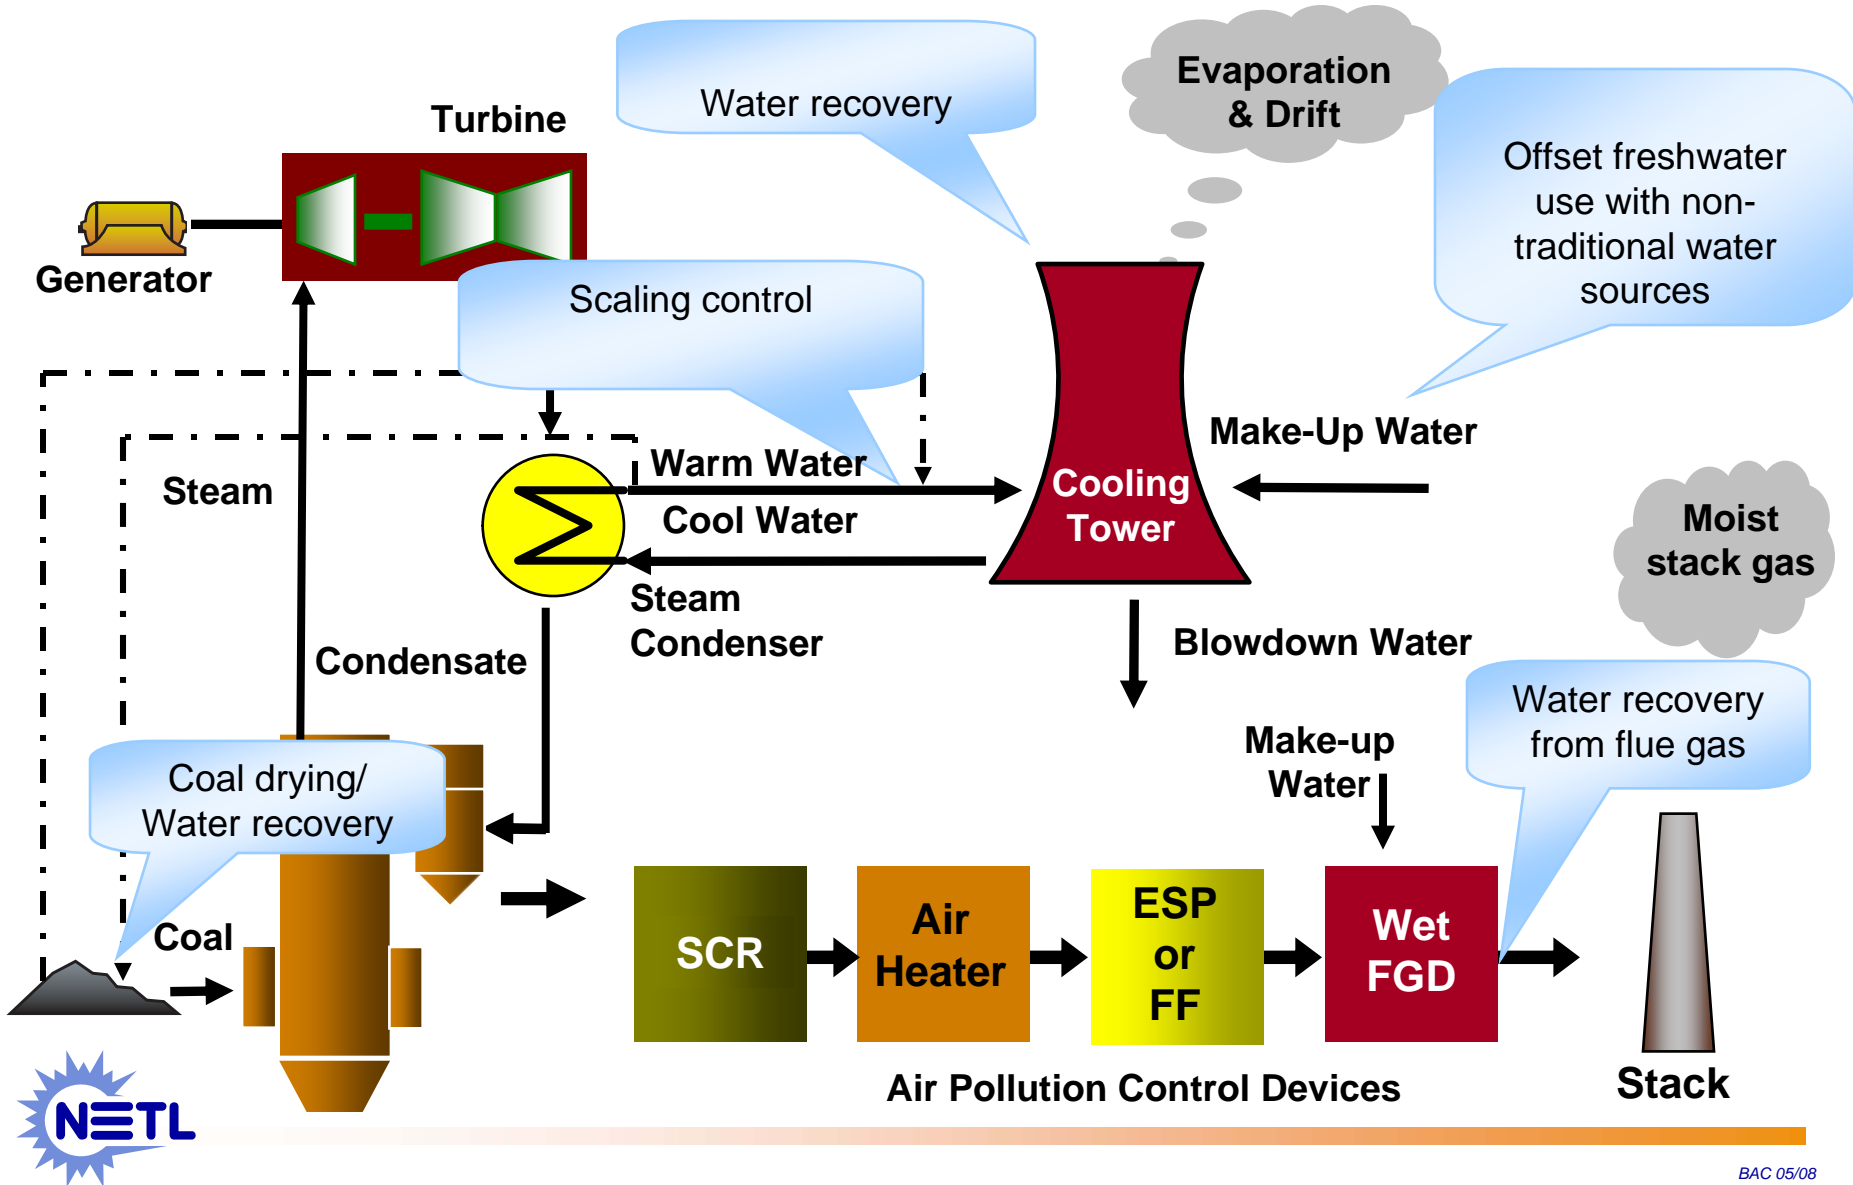 Water recovery
Evaporation
& Drift
Turbine
Offset freshwater
use with non-
traditional water
sources
Generator
Scaling control
Make-Up Water
Steam
Warm Water
Cool Water
Cooling
Tower
Moist
stack gas
Steam
Condenser
Condensate
Blowdown Water
Water recovery
from flue gas
Make-up
Water
Coal drying/
Water recovery
Coal
SCR
Air
Heater
ESP
or
FF
Wet
FGD
Air Pollution Control Devices
Stack
NETL
BAC 05/08